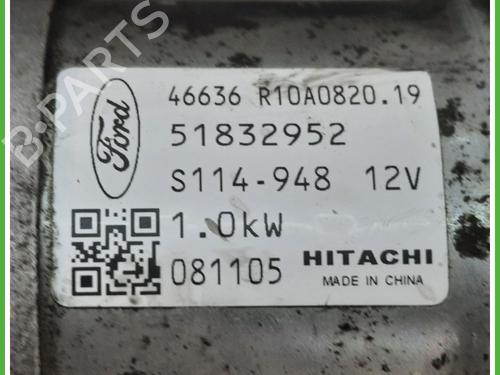 B-PARTS
Ford
46636 R10A0820.19
51832952
S114-948 12V
1.0kW
081105 HITACHI
MADE IN CHINA